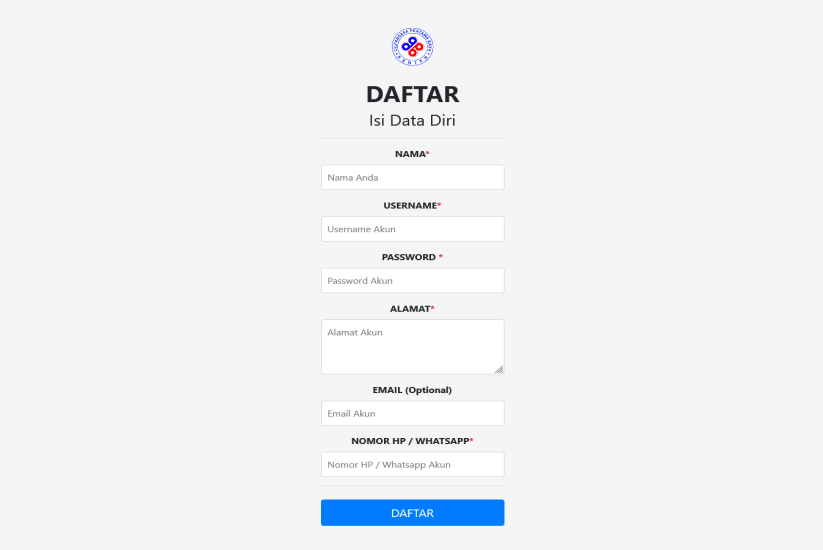 DAFTAR
Isi Data Diri
NAMA*
Nama Anda
USERNAME*
Username Akun
PASSWORD *
Password Akun
ALAMAT*
Alamat Akun
EMAIL (Optional)
Email Akun
NOMOR HP / WHATSAPP*
Nomor HP / Whatsapp Akun
DAFTAR